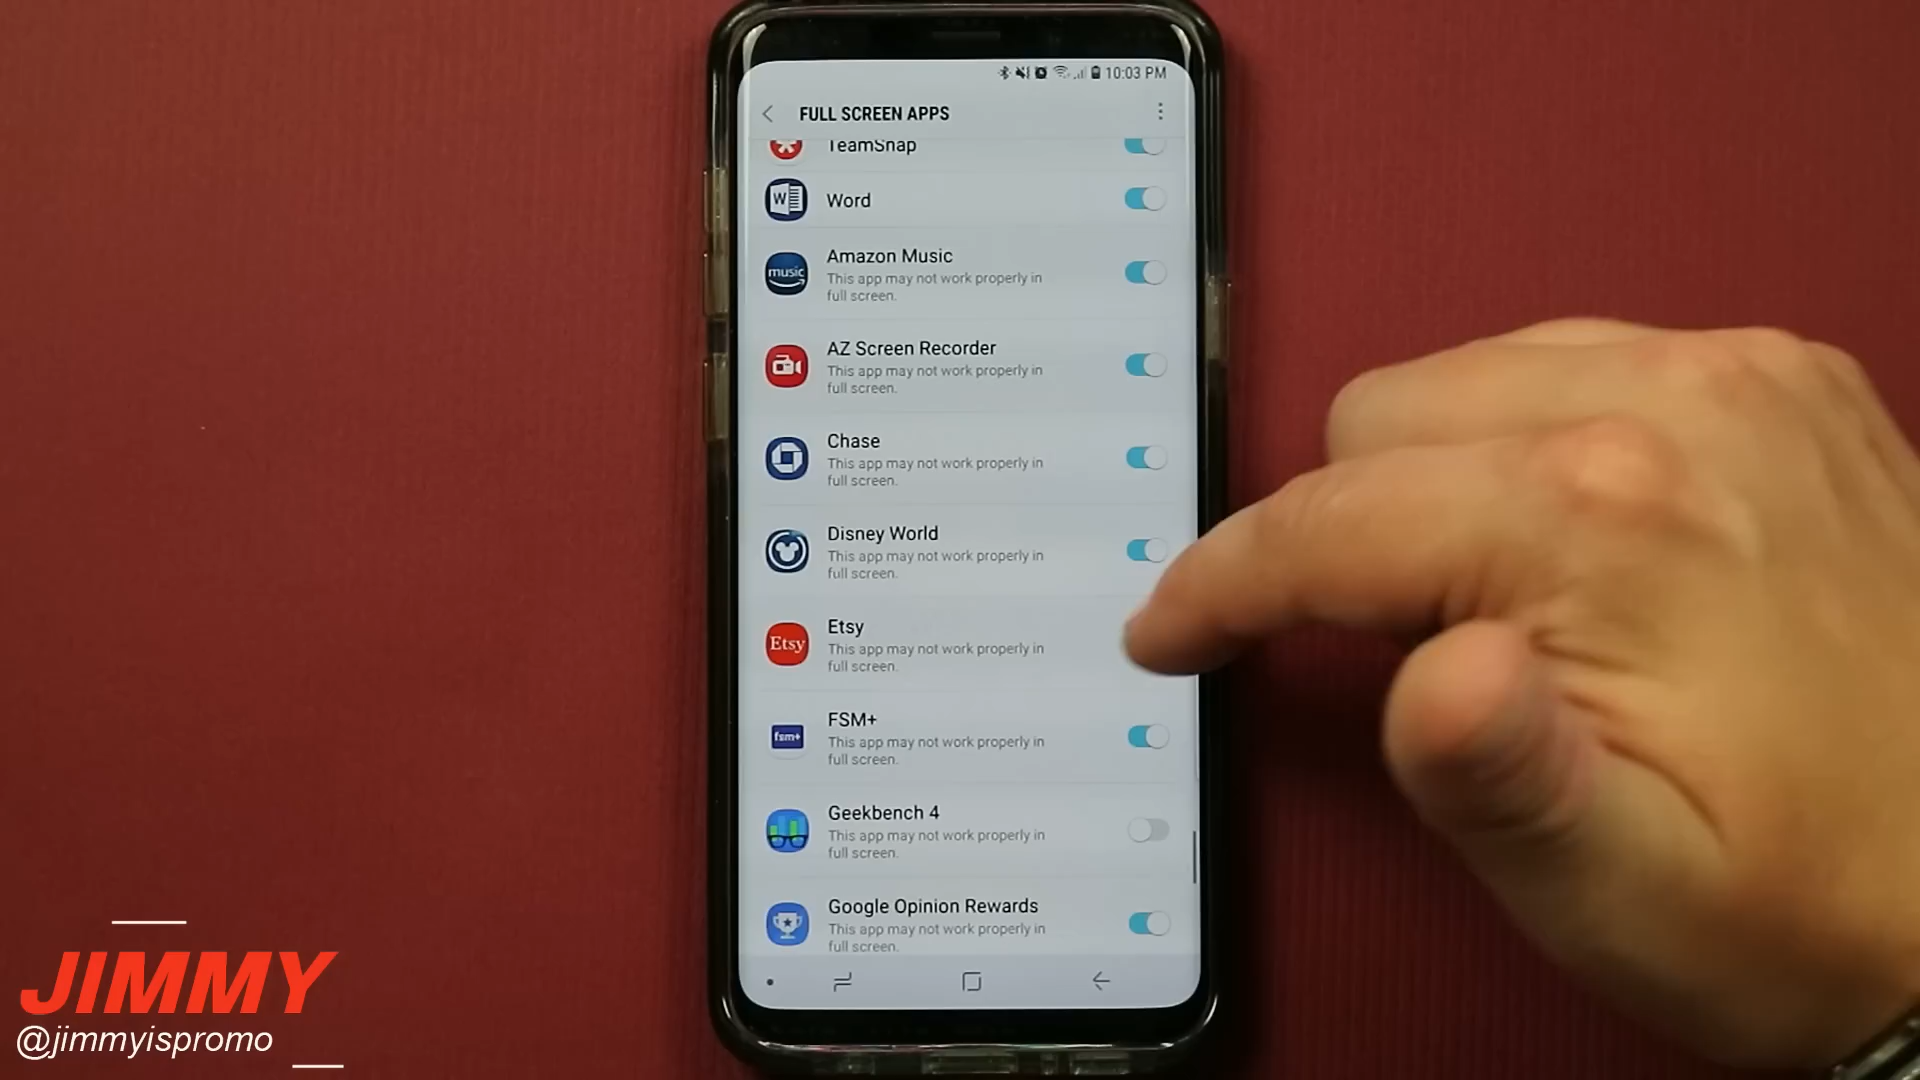 10:03 PM
FULL SCREEN APPS
TeamSnap
Word
Amazon Music
This app may not work properly in
full screen.
AZ Screen Recorder
This app may not work properly in
full screen.
Chase
This app may not work properly in
full screen.
Disney World
This app may not work properly in
full screen.
Etsy
This app may not work properly in
full screen.
FSM+
This app may not work properly in
full screen.
Geekbench 4
This app may not work properly in
full screen.
Google Opinion Rewards
This app may not work properly in
full screen.
W
music
Etsy
fsm+
JIMMY
@jimmyispromo